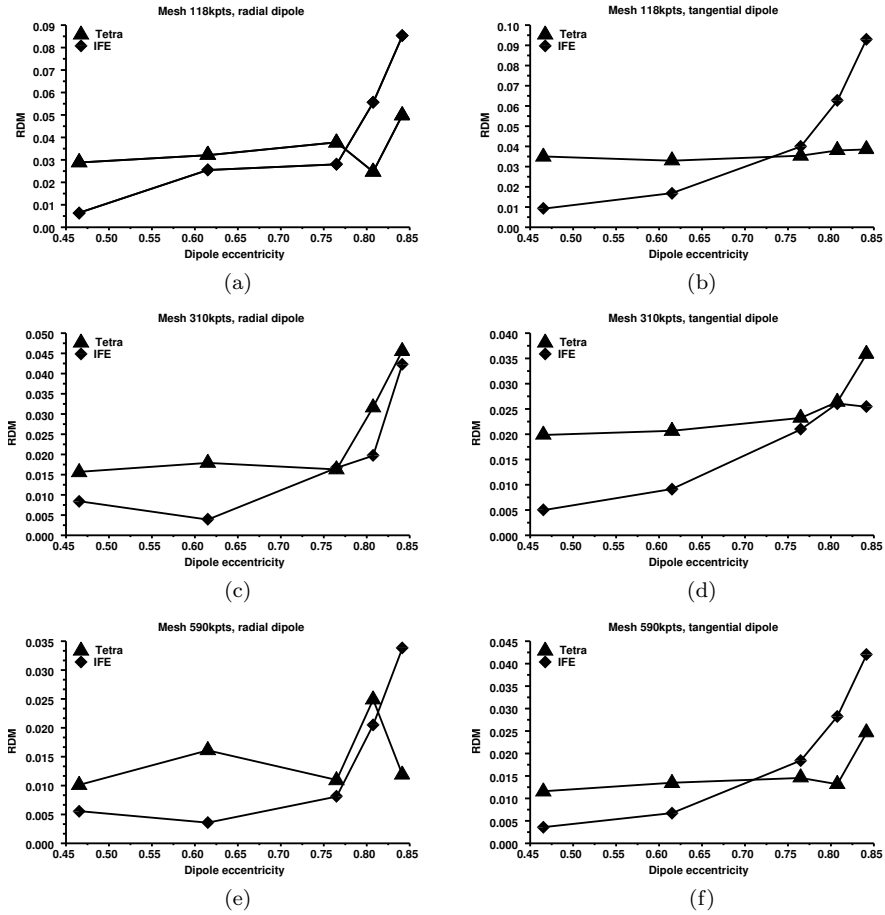 Mesh 118kpts, radial dipole
Tetra
IFE
RDM
0.09
0.08
0.07
0.06
0.05
0.04
0.03
0.02
0.01
0.00
0.45 0.50 0.55 0.60 0.65 0.70 0.75 0.80 0.85
Dipole eccentricity
(a)
Mesh 118kpts, tangential dipole
Tetra
IFE
RDM
0.10
0.09
0.08
0.07
0.06
0.05
0.04
0.03
0.02
0.01
0.00
0.45 0.50 0.55 0.60 0.65 0.70 0.75 0.80 0.85
Dipole eccentricity
(b)
Mesh 310kpts, radial dipole
Tetra
IFE
RDM
0.050
0.045
0.040
0.035
0.030
0.025
0.020
0.015
0.010
0.005
0.000
0.45 0.50 0.55 0.60 0.65 0.70 0.75 0.80 0.85
Dipole eccentricity
(c)
Mesh 310kpts, tangential dipole
Tetra
IFE
RDM
0.040
0.035
0.030
0.025
0.020
0.015
0.010
0.005
0.000
0.45 0.50 0.55 0.60 0.65 0.70 0.75 0.80 0.85
Dipole eccentricity
(d)
Mesh 590kpts, radial dipole
Tetra
IFE
RDM
0.035
0.030
0.025
0.020
0.015
0.010
0.005
0.000
0.45 0.50 0.55 0.60 0.65 0.70 0.75 0.80 0.85
Dipole eccentricity
(e)
Mesh 590kpts, tangential dipole
Tetra
IFE
RDM
0.045
0.040
0.035
0.030
0.025
0.020
0.015
0.010
0.005
0.000
0.45 0.50 0.55 0.60 0.65 0.70 0.75 0.80 0.85
Dipole eccentricity
(f)